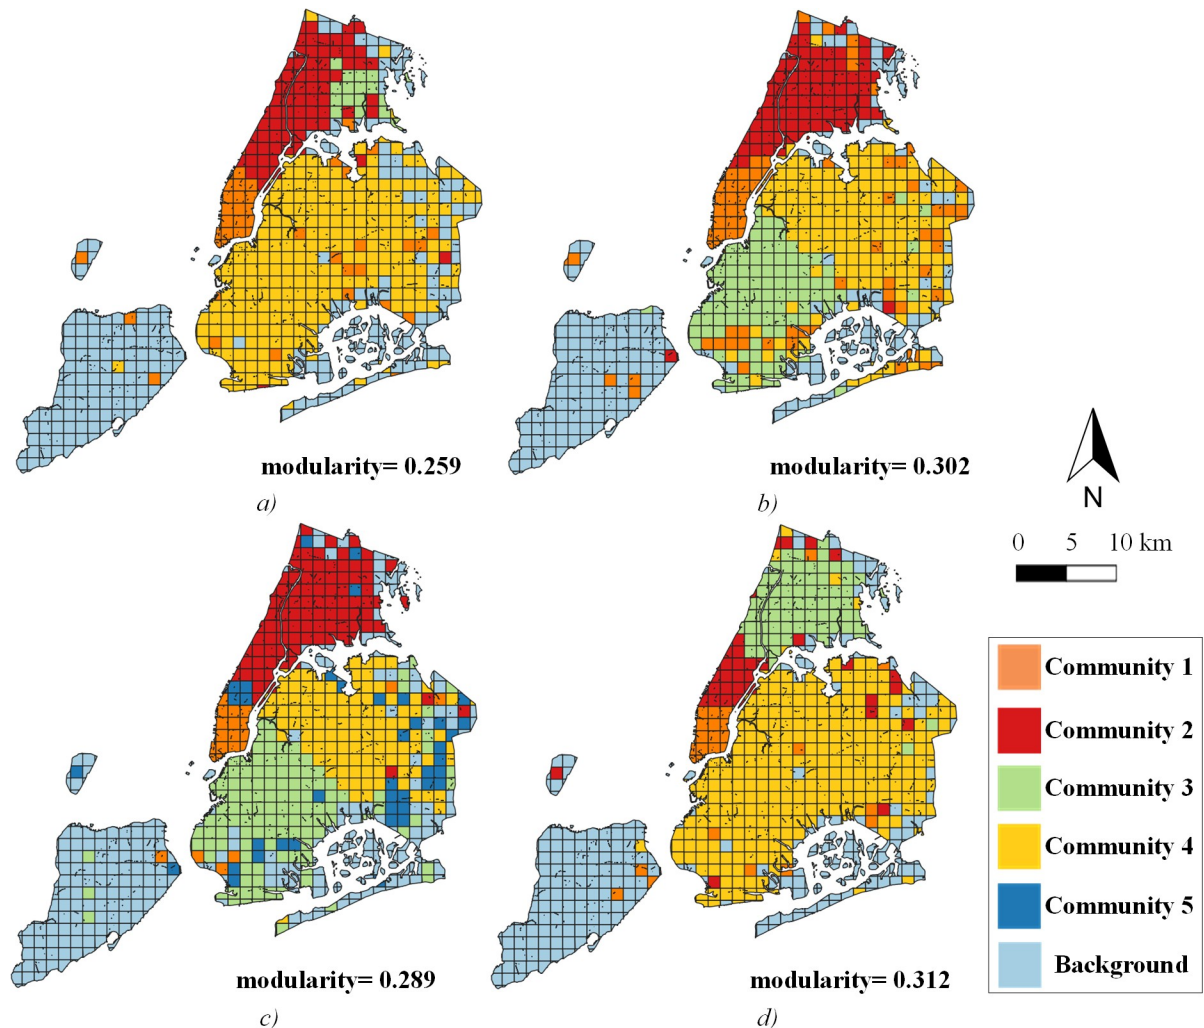 modularity= 0.259
a)
modularity= 0.302
b)
N
0 5 10 km
modularity= 0.289
c)
modularity= 0.312
d)
Community 1
Community 2
Community 3
Community 4
Community 5
Background